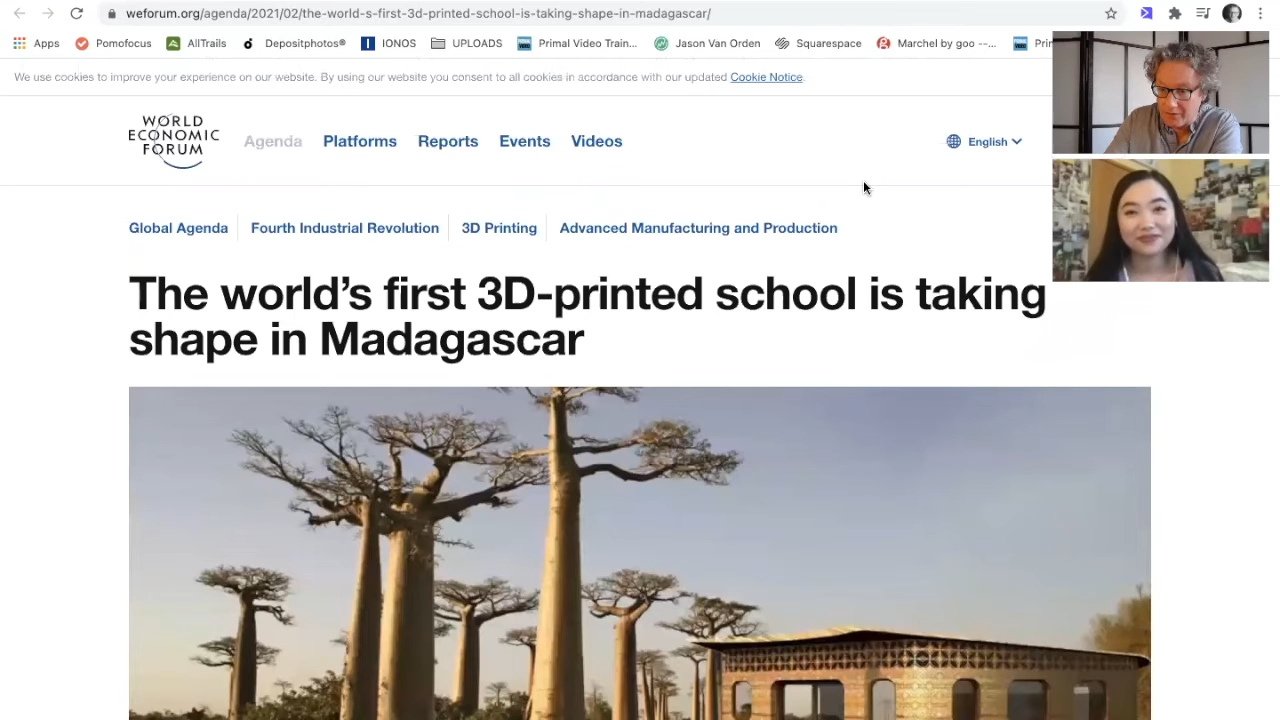 weforum.org/agenda/2021/02/the-world-s-first-3d-printed-school-is-taking-shape-in-madagascar/
Apps Pomofocus AllTrails Depositphotos® IONOS UPLOADS Primal Video Train... Jason Van Orden Squarespace Marchel by goo --... Prin
We use cookies to improve your experience on our website. By using our website you consent to all cookies in accordance with our updated Cookie Notice.
WORLD
ECONOMIC
FORUM
Agenda Platforms Reports Events Videos
English
Global Agenda Fourth Industrial Revolution 3D Printing Advanced Manufacturing and Production
The world's first 3D-printed school is taking
shape in Madagascar